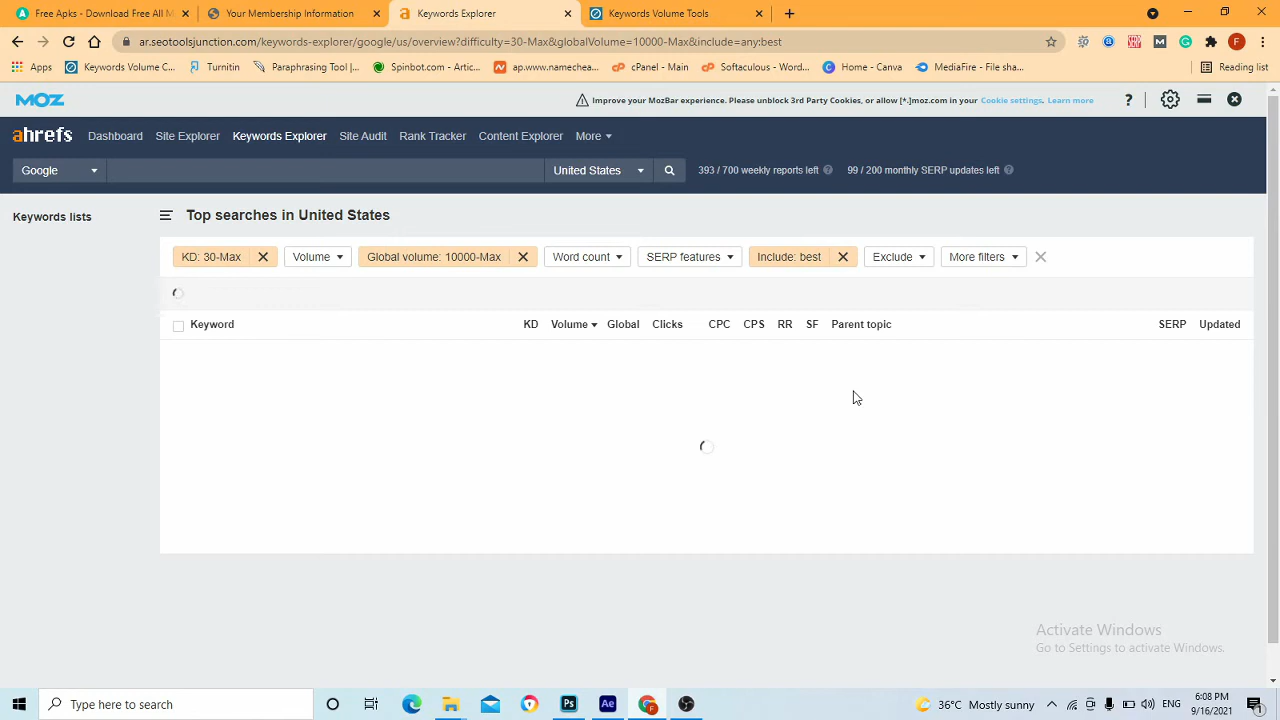 Free Apks - Download Free All M
Your Membership Information
Keywords Explorer
Keywords Volume Tools
ar.seotoolsjunction.com/keywords-explorer/google/us/overview?difficulty=30-Max&globalVolume=10000-Max&include=any:best
Apps
Keywords Volume C...
Turnitin
Paraphrasing Tool |...
Spinbot.com - Artic...
ap.www.namechea...
cPanel - Main
Softaculous - Word...
Home - Canva
MediaFire - File sha...
Reading list
MOZ
Improve your MozBar experience. Please unblock 3rd Party Cookies, or allow [*.]moz.com in your Cookie settings. Learn more
ahrefs Dashboard Site Explorer Keywords Explorer Site Audit Rank Tracker Content Explorer More
Google United States 393 / 700 weekly reports left 99 / 200 monthly SERP updates left
Keywords lists
Top searches in United States
KD: 30-Max Volume Global volume: 10000-Max Word count SERP features Include: best Exclude More filters
Keyword KD Volume Global Clicks CPC CPS RR SF Parent topic SERP Updated
Activate Windows
Go to Settings to activate Windows.
Type here to search
Ps
Ae
36°C Mostly sunny
ENG
6:08 PM
9/16/2021